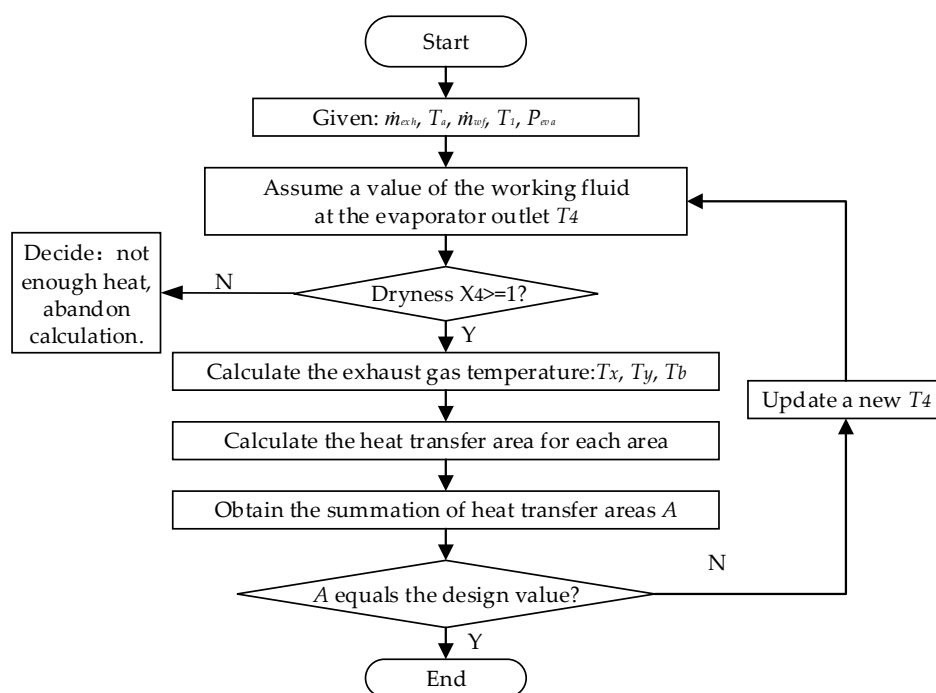 Start
Given: ṁexh, Ta, ṁwf, T1, Peva
Assume a value of the working fluid
at the evaporator outlet T4
Decide：not
enough heat,
abandon
calculation.
N
Dryness X4>=1?
Y
Calculate the exhaust gas temperature:Tx, Ty, Tb
Update a new T4
Calculate the heat transfer area for each area
Obtain the summation of heat transfer areas A
N
A equals the design value?
Y
End